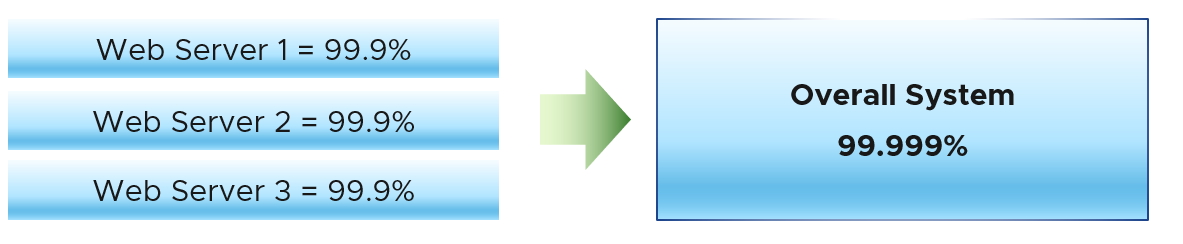 Web Server 1 = 99.9%
Web Server 2 = 99.9%
Web Server 3 = 99.9%
Overall System
99.999%